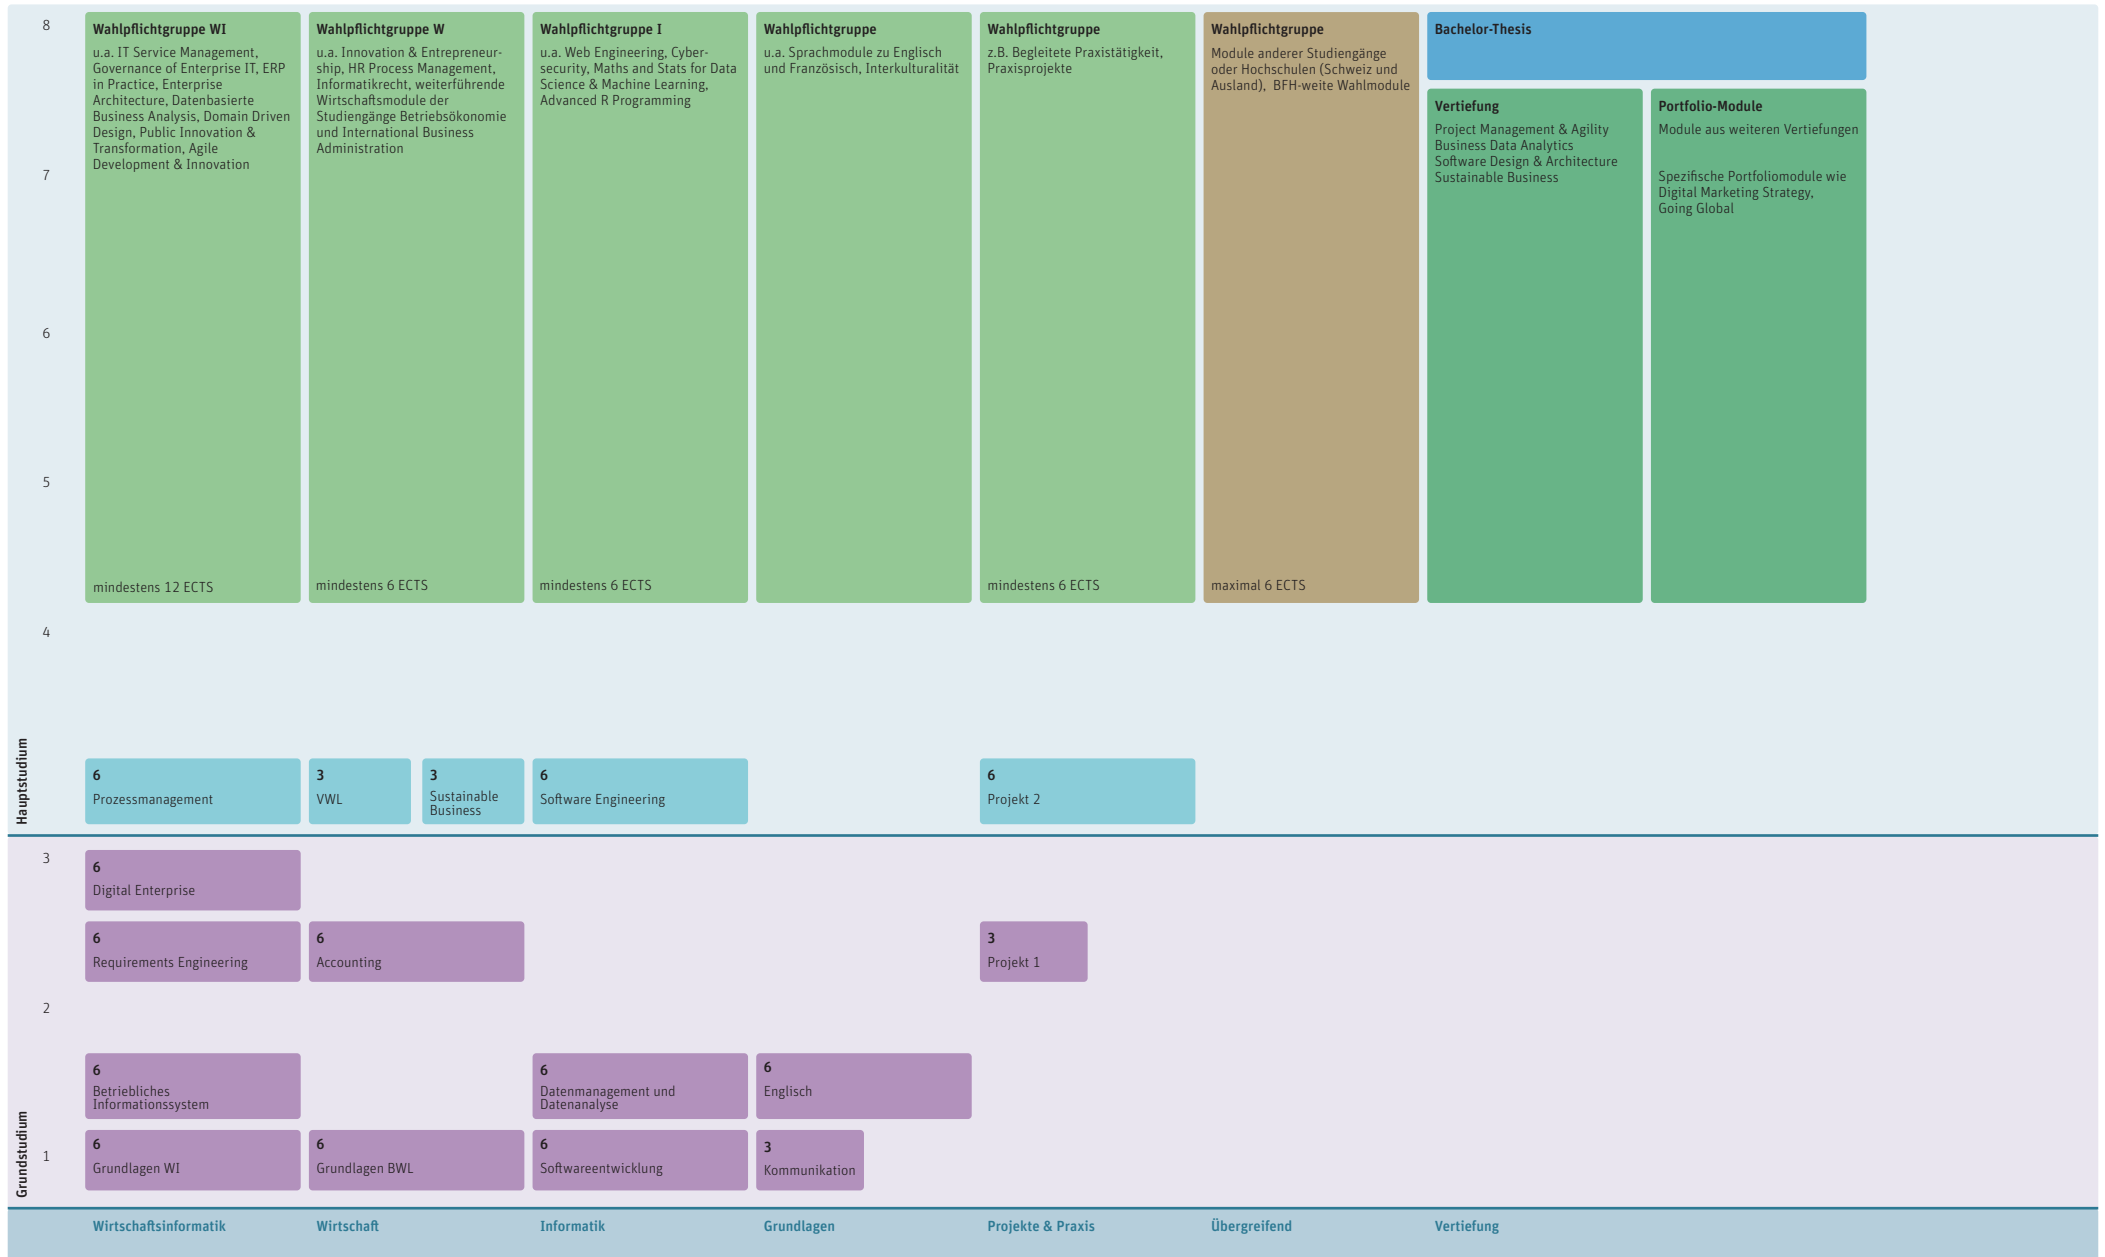 8
Wahlpflichtgruppe WI
u.a. IT Service Management,
Governance of Enterprise IT, ERP
in Practice, Enterprise
Architecture, Datenbasierte
Business Analysis, Domain Driven
Design, Public Innovation &
Transformation, Agile
Development & Innovation
mindestens 12 ECTS
Wahlpflichtgruppe W
u.a. Innovation & Entrepreneur-
ship, HR Process Management,
Informatikrecht, weiterführende
Wirtschaftsmodule der
Studiengänge Betriebsökonomie
und International Business
Administration
mindestens 6 ECTS
Wahlpflichtgruppe I
u.a. Web Engineering, Cyber-
security, Maths and Stats for Data
Science & Machine Learning,
Advanced R Programming
mindestens 6 ECTS
Wahlpflichtgruppe
u.a. Sprachmodule zu Englisch
und Französisch, Interkulturalität
Wahlpflichtgruppe
z.B. Begleitete Praxistätigkeit,
Praxisprojekte
mindestens 6 ECTS
Wahlpflichtgruppe
Module anderer Studiengänge
oder Hochschulen (Schweiz und
Ausland), BFH-weite Wahlmodule
maximal 6 ECTS
Bachelor-Thesis
Vertiefung
Project Management & Agility
Business Data Analytics
Software Design & Architecture
Sustainable Business
Portfolio-Module
Module aus weiteren Vertiefungen
Spezifische Portfoliomodule wie
Digital Marketing Strategy,
Going Global
7
6
5
4
Hauptstudium
6
Prozessmanagement
3
VWL
3
Sustainable
Business
6
Software Engineering
6
Projekt 2
3
6
Digital Enterprise
6
Requirements Engineering
6
Accounting
3
Projekt 1
2
6
Betriebliches
Informationssystem
6
Datenmanagement und
Datenanalyse
6
Englisch
Grundstudium
1
6
Grundlagen WI
6
Grundlagen BWL
6
Softwareentwicklung
3
Kommunikation
Wirtschaftsinformatik
Wirtschaft
Informatik
Grundlagen
Projekte & Praxis
Übergreifend
Vertiefung